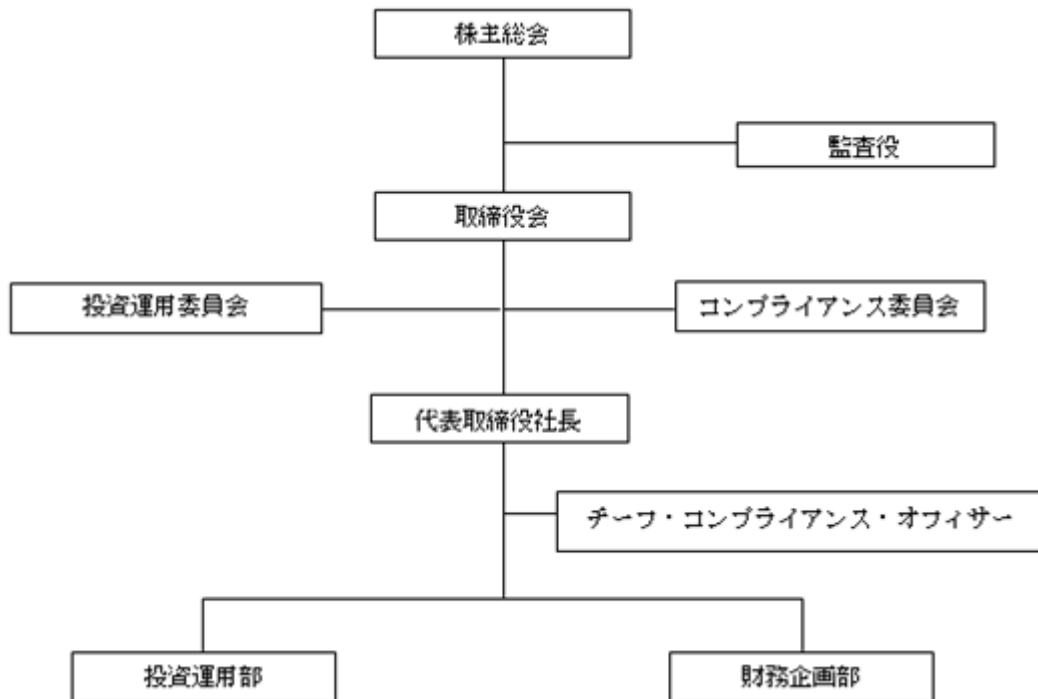 株主総会
監査役
取締役会
投資運用委員会
コンプライアンス委員会
代表取締役社長
チーフ・コンプライアンス・オフィサー
投資運用部
財務企画部